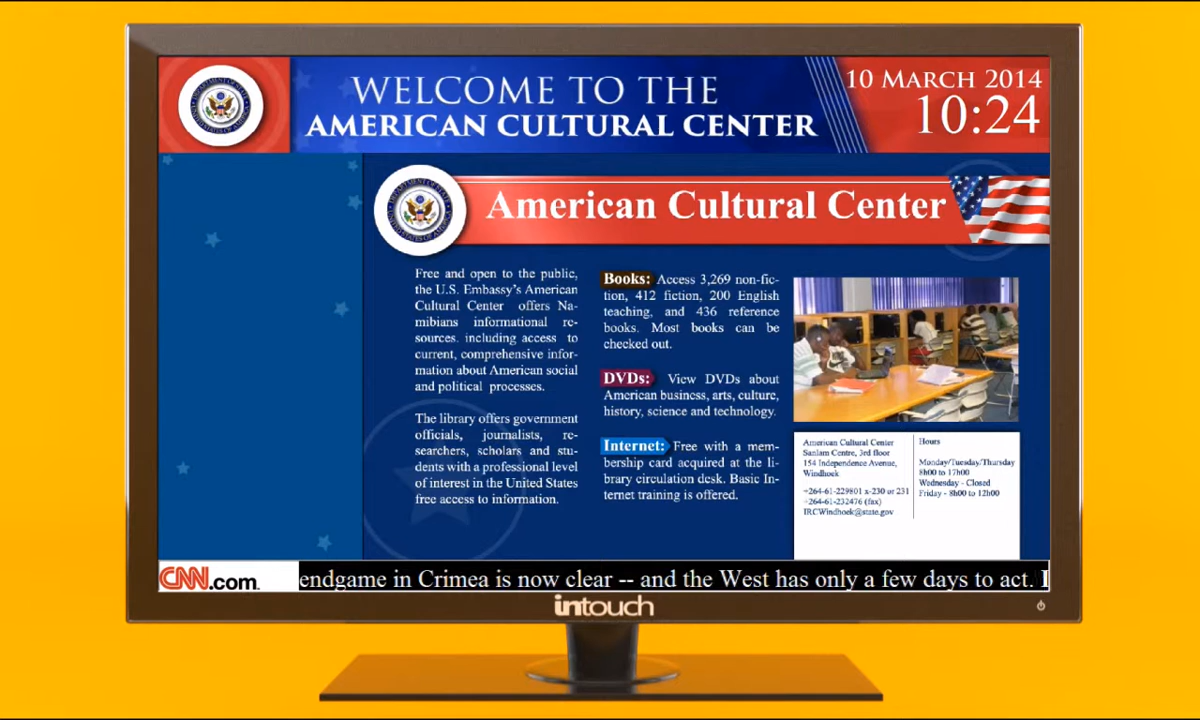 WELCOME TO THE
AMERICAN CULTURAL CENTER
10 MARCH 2014
10:24
American Cultural Center
Free and open to the public,
the U.S. Embassy's American
Cultural Center offers Na-
mibians informational re-
sources. including access to
current, comprehensive infor-
mation about American social
and political processes.
The library offers government
officials, journalists, re-
searchers, scholars and stu-
dents with a professional level
of interest in the United States
free access to information.
Books: Access 3,269 non-fic-
tion, 412 fiction, 200 English
teaching, and 436 reference
books. Most books can be
checked out.
DVDs: View DVDs about
American business, arts, culture,
history, science and technology.
Internet: Free with a mem-
bership card acquired at the li-
brary circulation desk. Basic In-
ternet training is offered.
American Cultural Center
Sanlam Centre, 3rd floor
154 Independence Avenue,
Windhoek
+264-61-229801 x-230 or 231
+264-61-232476 (fax)
IRCWindhoek@state.gov
Hours
Monday/Tuesday/Thursday
8h00 to 17h00
Wednesday - Closed
Friday - 8h00 to 12h00
CNN.com
endgame in Crimea is now clear -- and the West has only a few days to act.
intouch